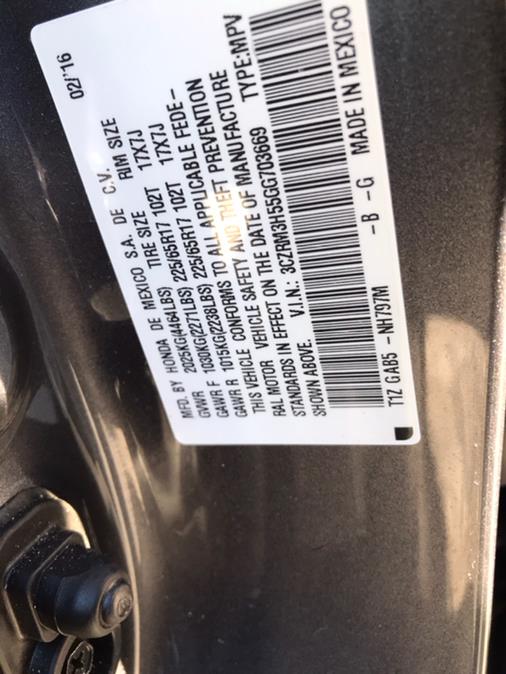 MFD. BY HONDA DE MEXICO S.A. DE C.V. 02/'16
TIRE SIZE RIM SIZE
GVWR 2025KG(4464LBS)
GAWR F 1030KG(2271LBS) 225/65R17 102T 17X7J
GAWR R 1015KG(2238LBS) 225/65R17 102T 17X7J
THIS VEHICLE CONFORMS TO ALL APPLICABLE FEDE-
RAL MOTOR VEHICLE SAFETY AND THEFT PREVENTION
STANDARDS IN EFFECT ON THE DATE OF MANUFACTURE
SHOWN ABOVE. V.I.N.: 3CZRM3H55GG703669 TYPE:MPV
T1Z GAB5 -NH797M -B -G MADE IN MEXICO